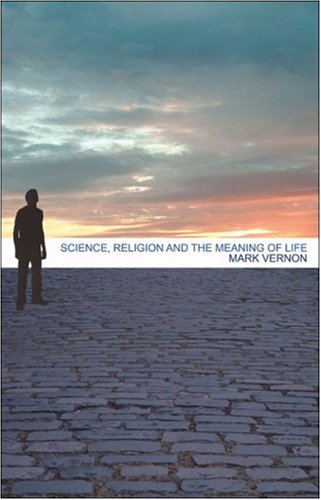 SCIENCE, RELIGION AND THE MEANING OF LIFE
MARK VERNON